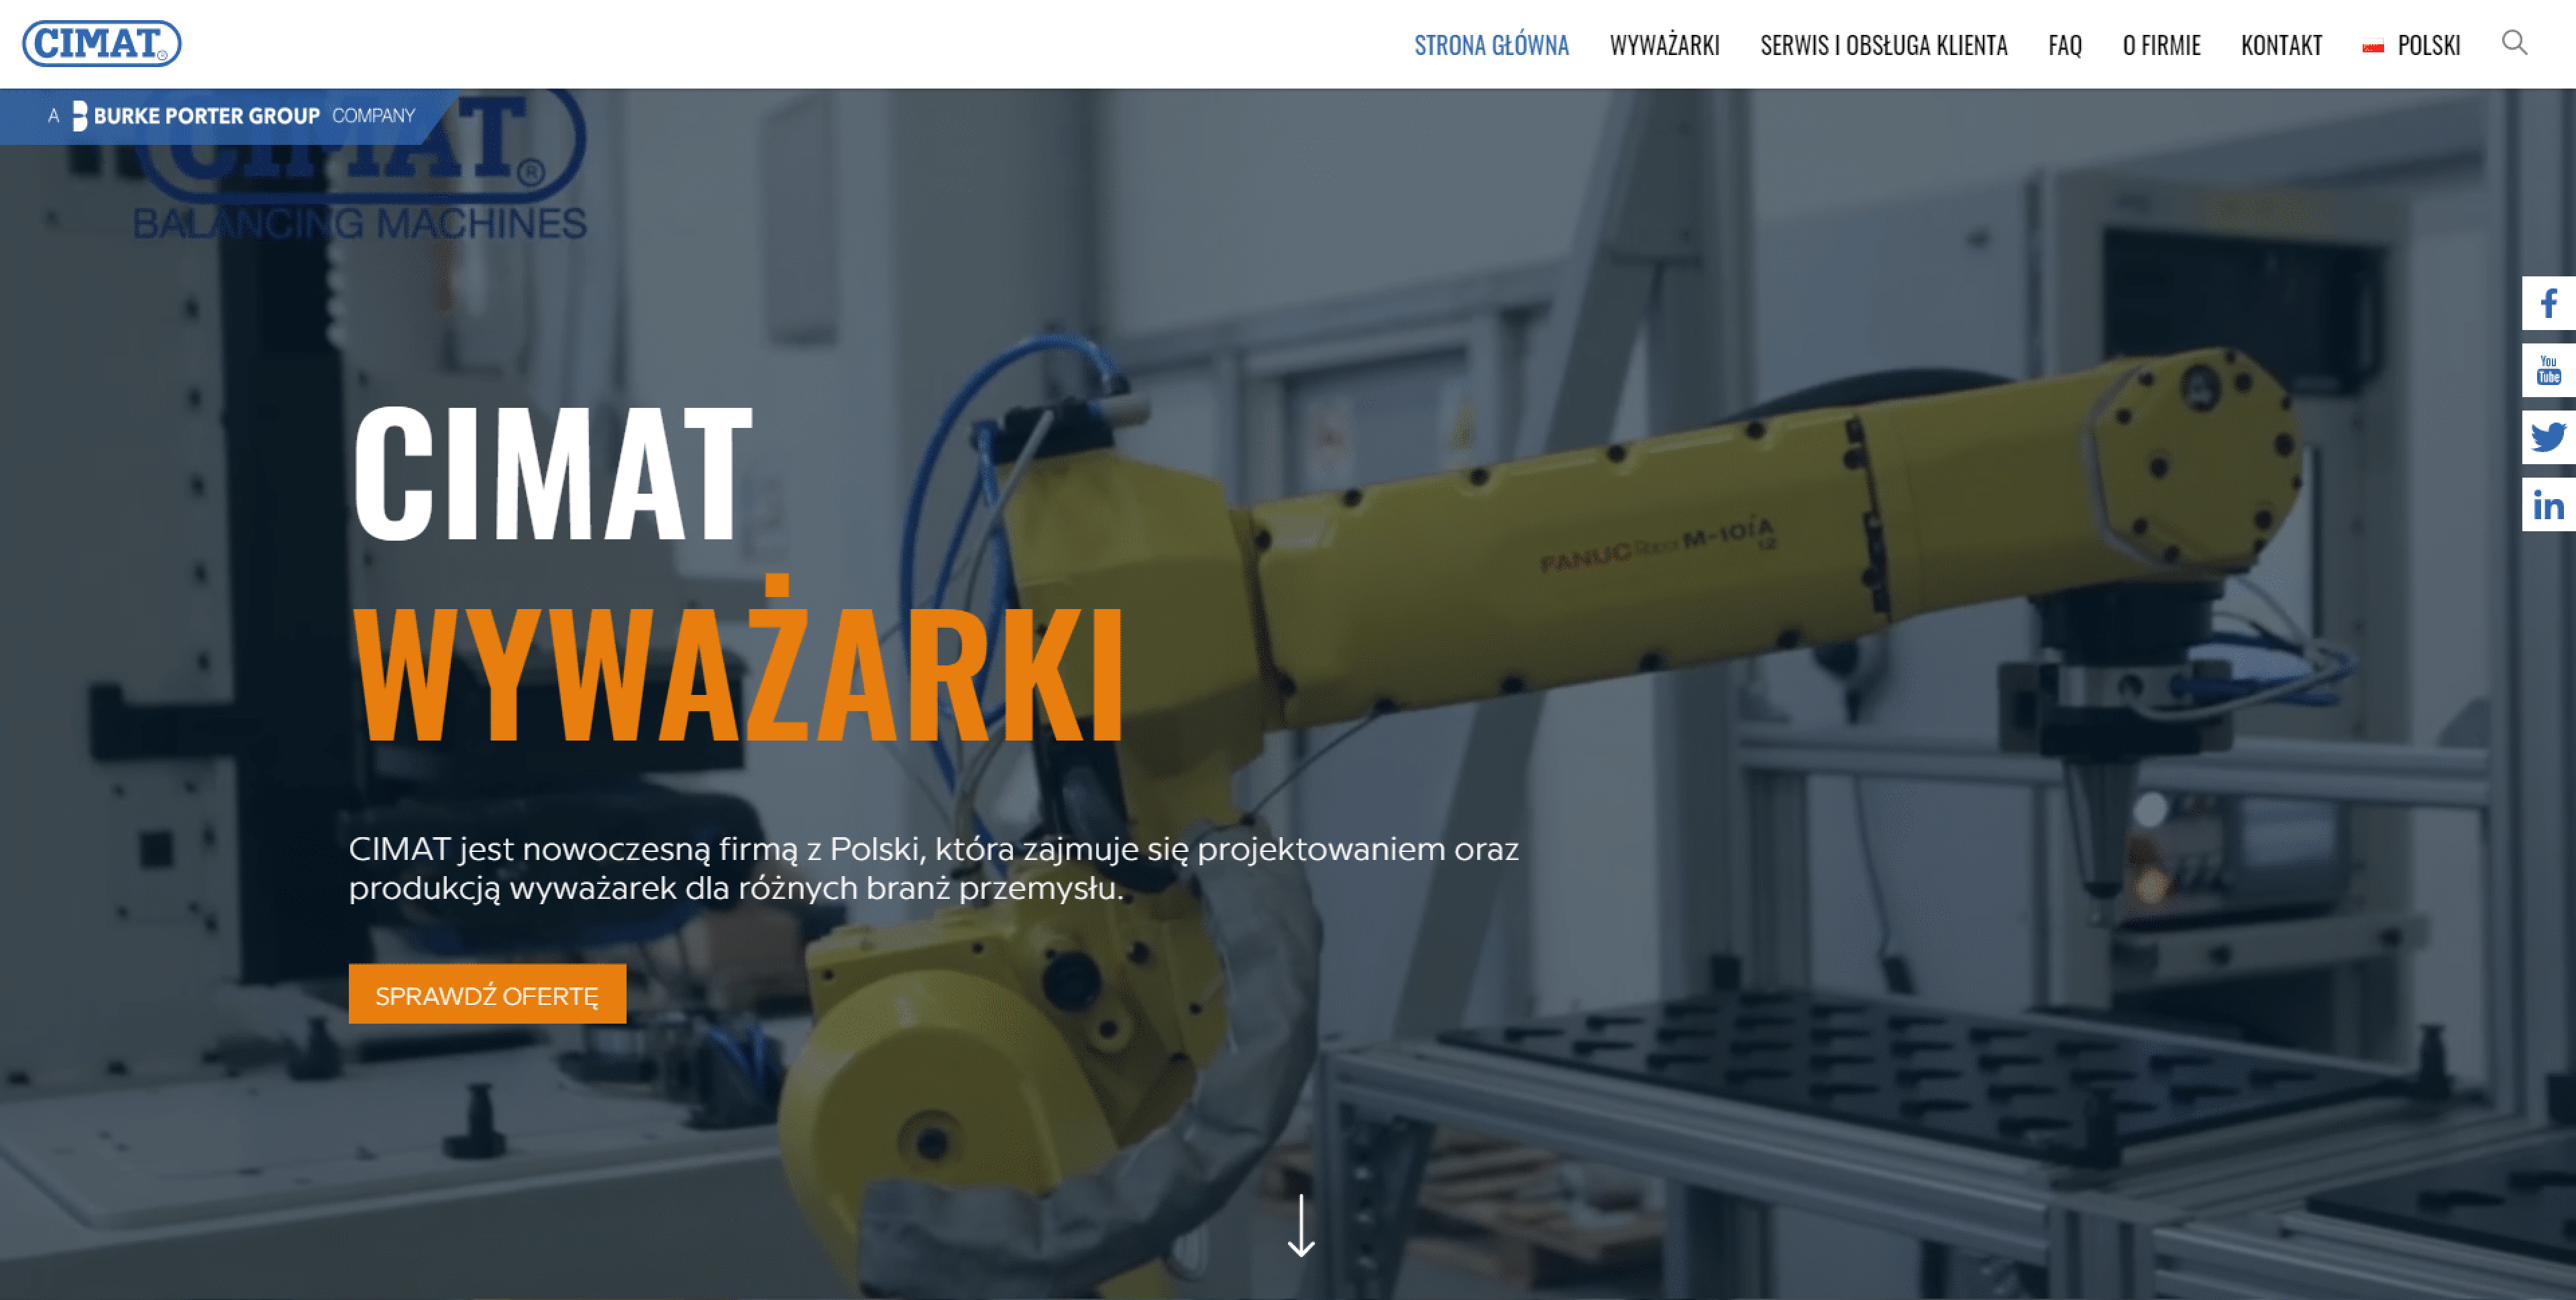 CIMAT®
STRONA GŁÓWNA
WYWAŻARKI
SERWIS I OBSŁUGA KLIENTA
FAQ
O FIRMIE
KONTAKT
POLSKI
A BURKE PORTER GROUP COMPANY
CIMAT®
BALANCING MACHINES
You
Tube
in
CIMAT
WYWAŻARKI
FANUC Robot M-10iA
12
CIMAT jest nowoczesną firmą z Polski, która zajmuje się projektowaniem oraz
produkcją wyważarek dla różnych branż przemysłu.
SPRAWDŹ OFERTĘ